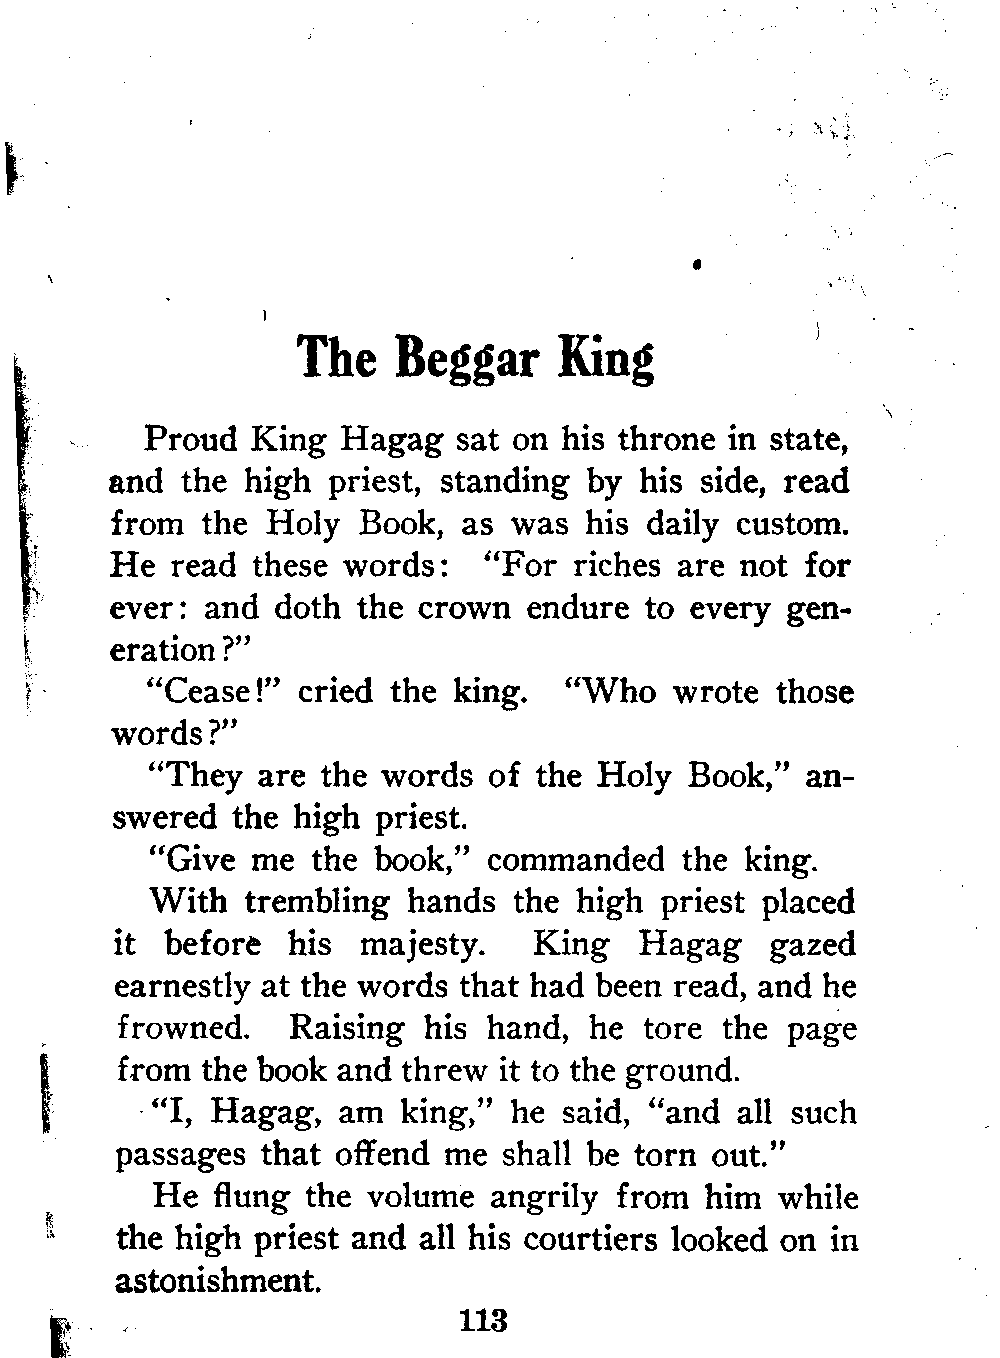 The Beggar King
Proud King Hagag sat on his throne in state,
and the high priest, standing by his side, read
from the Holy Book, as was his daily custom.
He read these words: “For riches are not for
ever: and doth the crown endure to every gen-
eration?”
“Cease!” cried the king. “Who wrote those
words?”
“They are the words of the Holy Book,” an-
swered the high priest.
“Give me the book,” commanded the king.
With trembling hands the high priest placed
it before his majesty. King Hagag gazed
earnestly at the words that had been read, and he
frowned. Raising his hand, he tore the page
from the book and threw it to the ground.
“I, Hagag, am king,” he said, “and all such
passages that offend me shall be torn out.”
He flung the volume angrily from him while
the high priest and all his courtiers looked on in
astonishment.
113